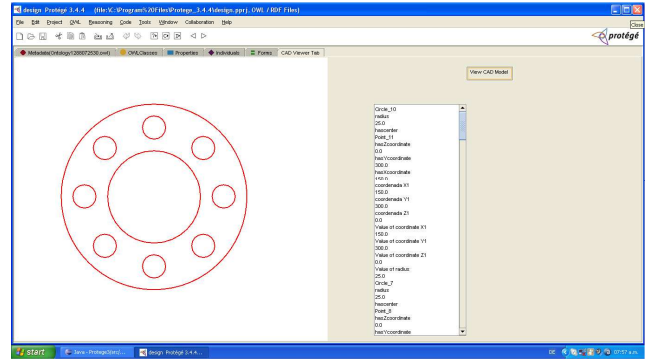 design Protégé 3.4.4 (file:\C:\Program%20Files\Protege_3.4.4\design.pprj, OWL / RDF Files)
File Edit Project OWL Reasoning Code Tools Window Collaboration Help
Close
protégé
Metadata(Ontology1288072530.owl) OWLClasses Properties Individuals Forms CAD Viewer Tab
View CAD Model
Circle_10
radius
25.0
hascenter
Point_11
hasZcoordinate
0.0
hasYcoordinate
300.0
hasXcoordinate
150.0
coordenada X1
150.0
coordenada Y1
300.0
coordenada Z1
0.0
Value of coordinate X1
150.0
Value of coordinate Y1
300.0
Value of coordinate Z1
0.0
Value of radius
25.0
Circle_7
radius
25.0
hascenter
Point_8
hasZcoordinate
0.0
hasYcoordinate
start
Java - Protege3/src/...
design Protégé 3.4.4...
DE
07:57 a.m.